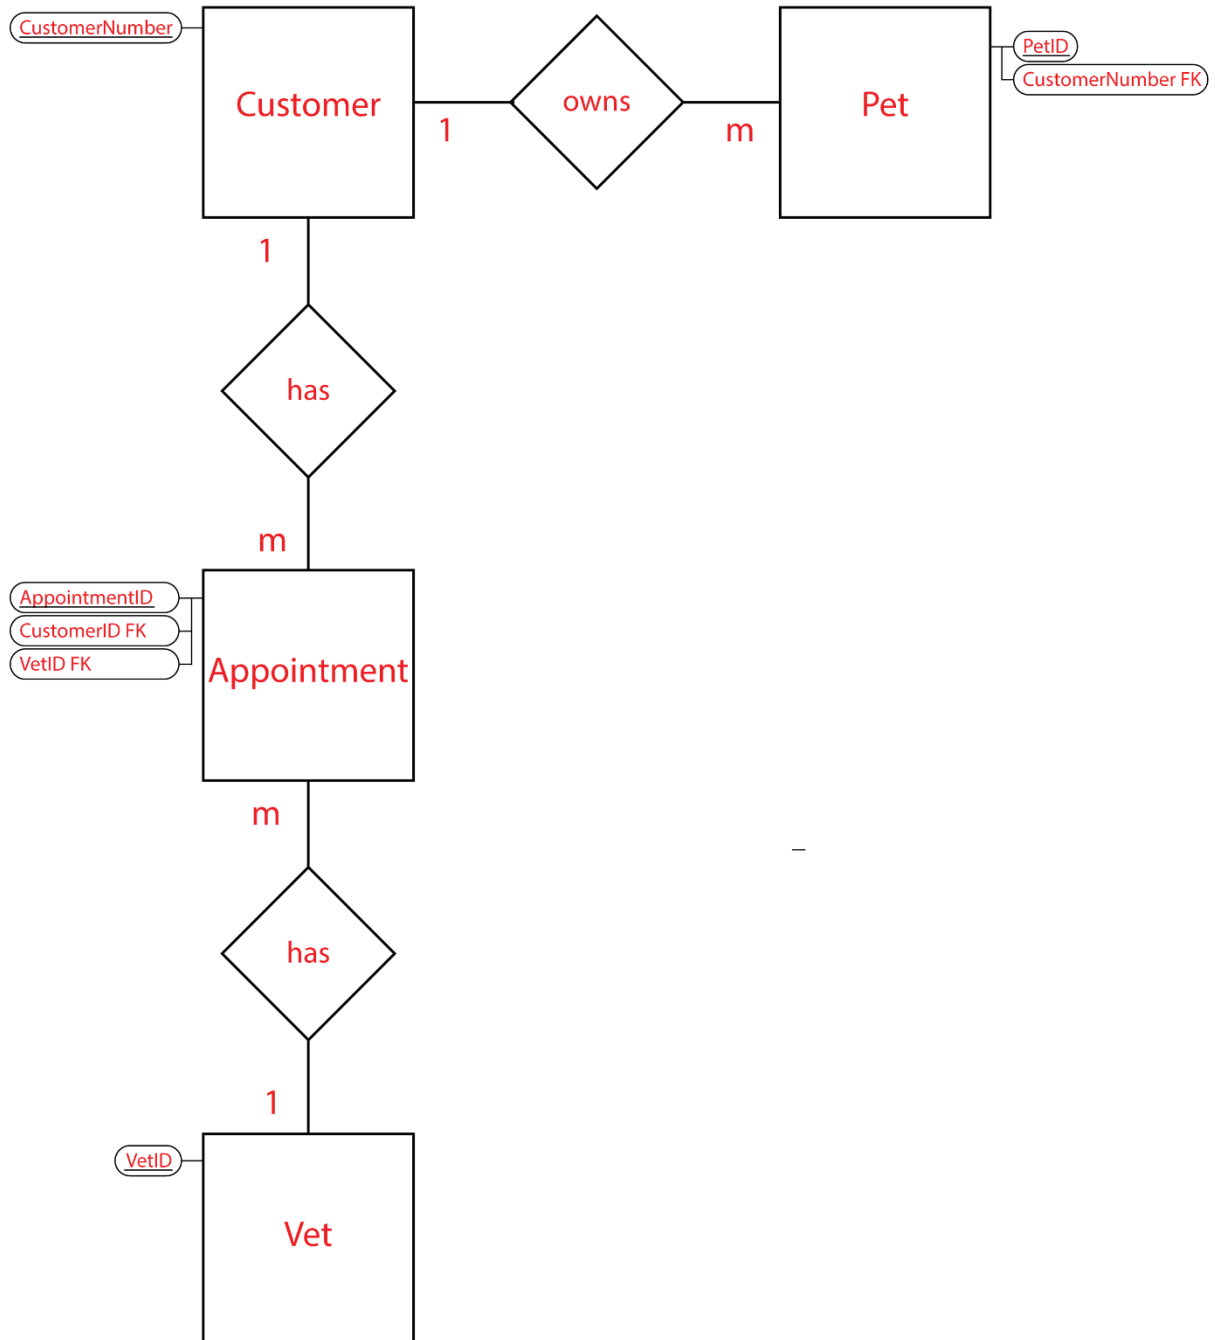 CustomerNumber
Customer
1
owns
m
Pet
PetID
CustomerNumber FK
1
has
m
AppointmentID
CustomerID FK
VetID FK
Appointment
m
has
1
VetID
Vet